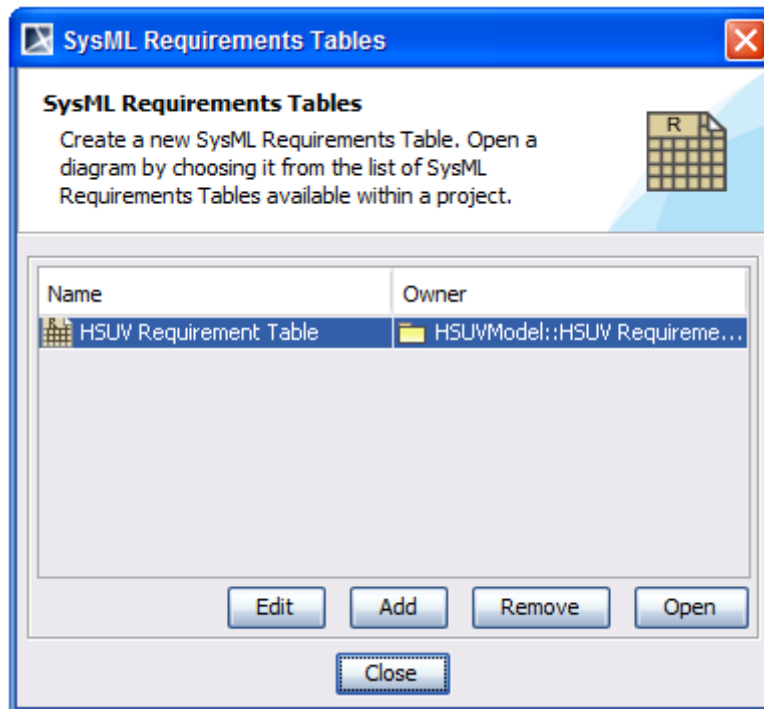 SysML Requirements Tables
SysML Requirements Tables
Create a new SysML Requirements Table. Open a
diagram by choosing it from the list of SysML
Requirements Tables available within a project.
R
Name Owner
HSUV Requirement Table HSUVModel::HSUV Requireme...
Edit Add Remove Open
Close